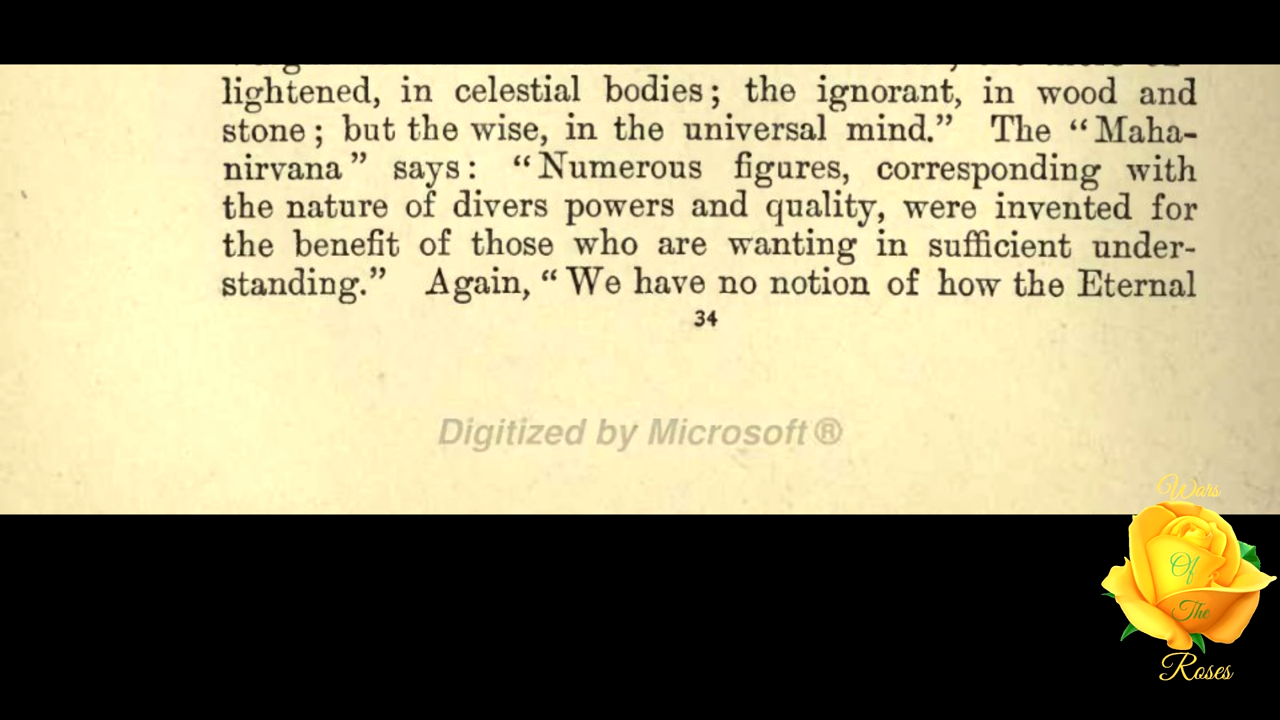 lightened, in celestial bodies; the ignorant, in wood and
stone; but the wise, in the universal mind.” The “Maha-
nirvana” says: “Numerous figures, corresponding with
the nature of divers powers and quality, were invented for
the benefit of those who are wanting in sufficient under-
standing.” Again, “We have no notion of how the Eternal
34
Digitized by Microsoft®
Wars
Of
The
Roses